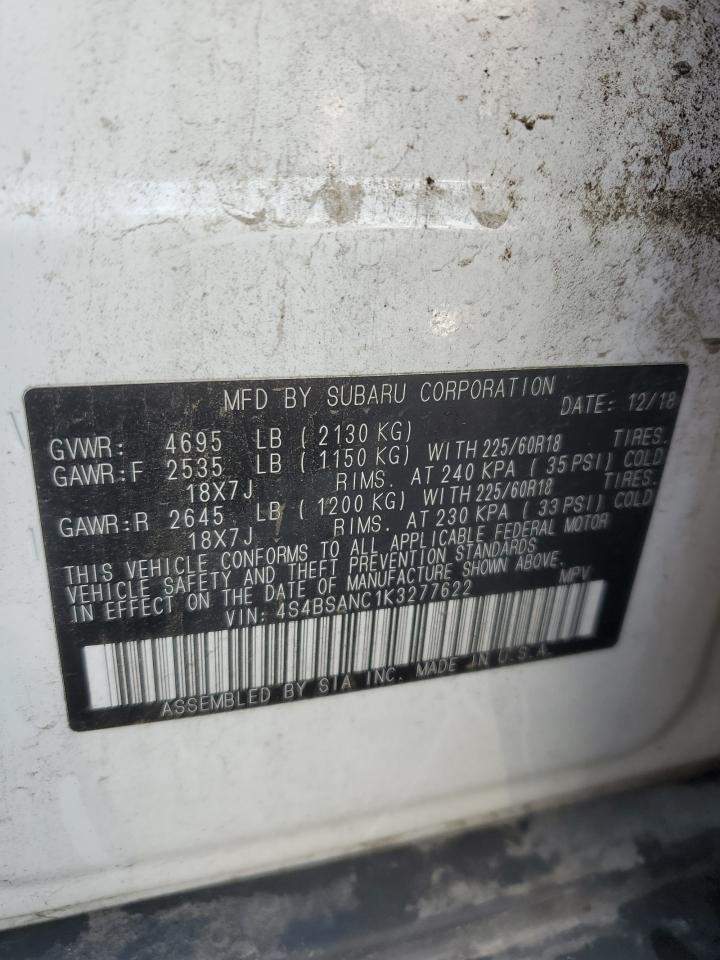 MFD BY SUBARU CORPORATION DATE: 12/18
GVWR: 4695 LB ( 2130 KG)
GAWR:F 2535 LB ( 1150 KG) WITH 225/60R18 TIRES.
18X7J RIMS. AT 240 KPA ( 35 PSI) COLD
GAWR:R 2645 LB ( 1200 KG) WITH 225/60R18 TIRES.
18X7J RIMS. AT 230 KPA ( 33 PSI) COLD
THIS VEHICLE CONFORMS TO ALL APPLICABLE FEDERAL MOTOR
VEHICLE SAFETY AND THEFT PREVENTION STANDARDS
IN EFFECT ON THE DATE OF MANUFACTURE SHOWN ABOVE.
VIN: 4S4BSANC1K3277622 MPV
ASSEMBLED BY SIA INC. MADE IN U.S.A.